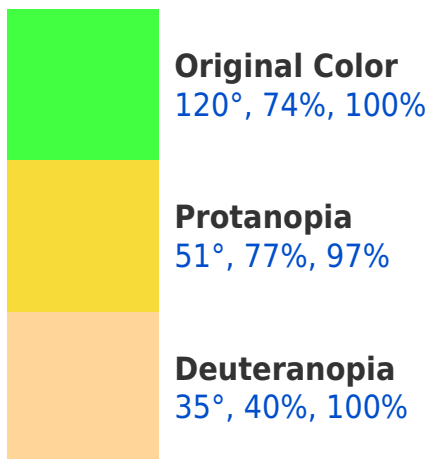 Original Color
120°, 74%, 100%
Protanopia
51°, 77%, 97%
Deuteranopia
35°, 40%, 100%